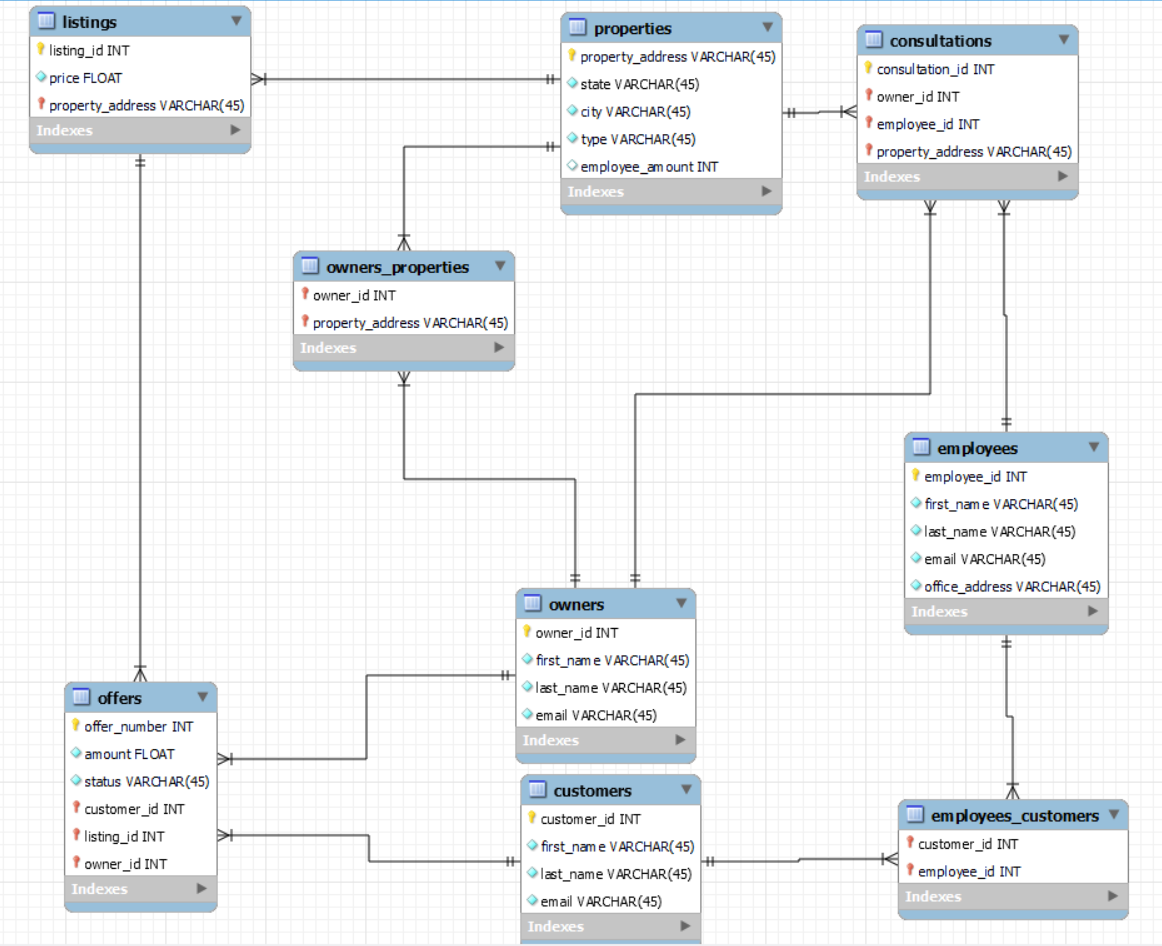 listings
listing_id INT
price FLOAT
property_address VARCHAR(45)
Indexes
properties
property_address VARCHAR(45)
state VARCHAR(45)
city VARCHAR(45)
type VARCHAR(45)
employee_amount INT
Indexes
consultations
consultation_id INT
owner_id INT
employee_id INT
property_address VARCHAR(45)
Indexes
owners_properties
owner_id INT
property_address VARCHAR(45)
Indexes
employees
employee_id INT
first_name VARCHAR(45)
last_name VARCHAR(45)
email VARCHAR(45)
office_address VARCHAR(45)
Indexes
owners
owner_id INT
first_name VARCHAR(45)
last_name VARCHAR(45)
email VARCHAR(45)
Indexes
offers
offer_number INT
amount FLOAT
status VARCHAR(45)
customer_id INT
listing_id INT
owner_id INT
Indexes
customers
customer_id INT
first_name VARCHAR(45)
last_name VARCHAR(45)
email VARCHAR(45)
Indexes
employees_customers
customer_id INT
employee_id INT
Indexes